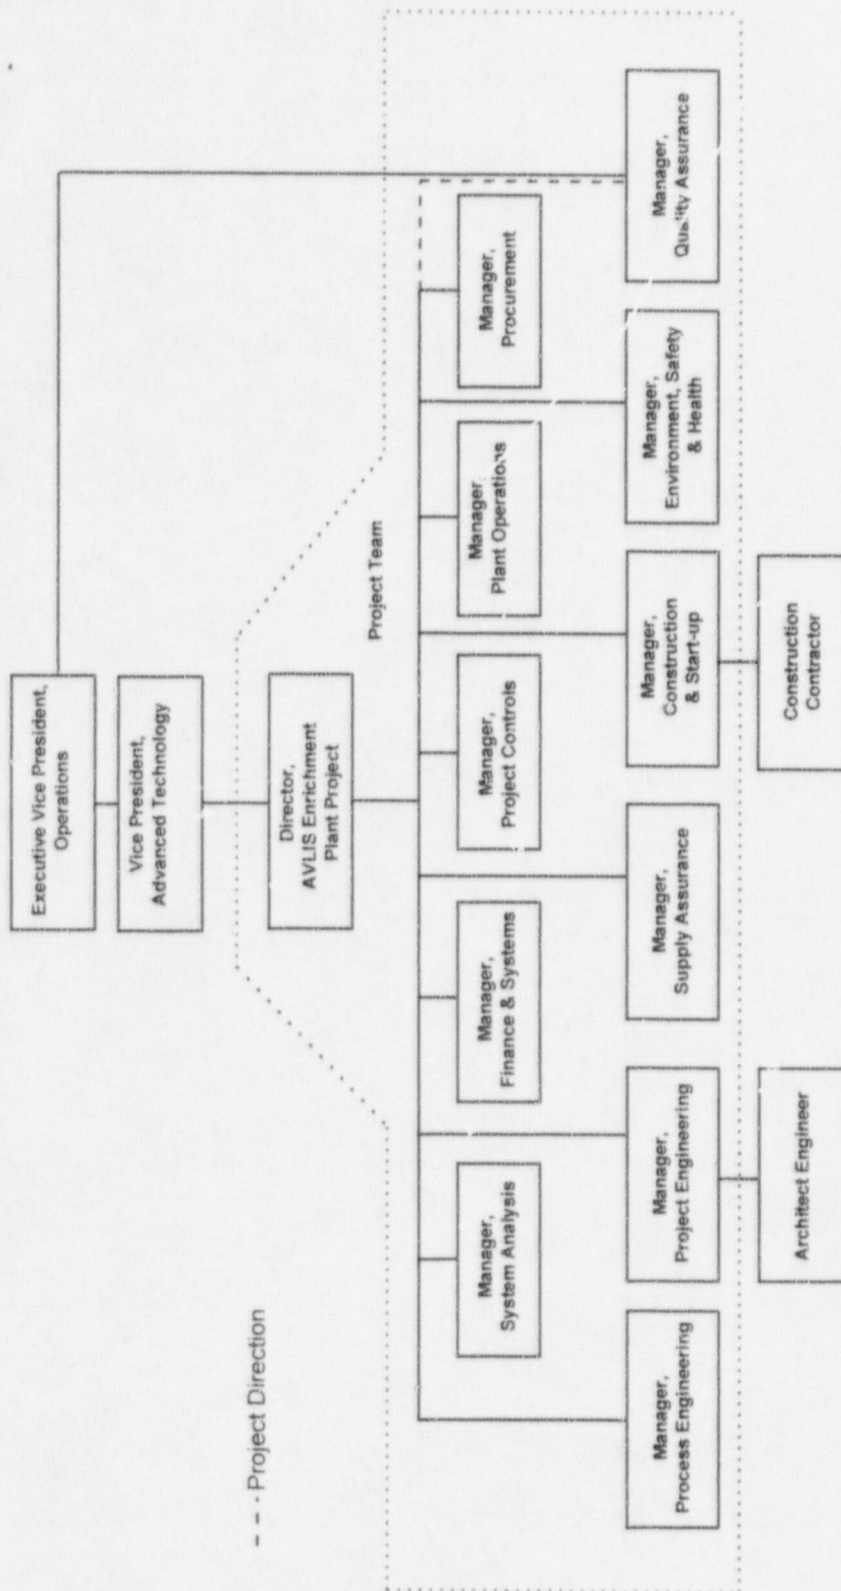 Executive Vice President,
Operations
Vice President,
Advanced Technology
Director,
AVLIS Enrichment
Plant Project
- - - Project Direction
Project Team
Manager,
System Analysis
Manager,
Finance & Systems
Manager,
Project Controls
Manager,
Plant Operations
Manager,
Procurement
Manager,
Process Engineering
Manager,
Project Engineering
Manager,
Supply Assurance
Manager,
Construction
& Start-up
Manager,
Environment, Safety
& Health
Manager,
Quality Assurance
Architect Engineer
Construction
Contractor